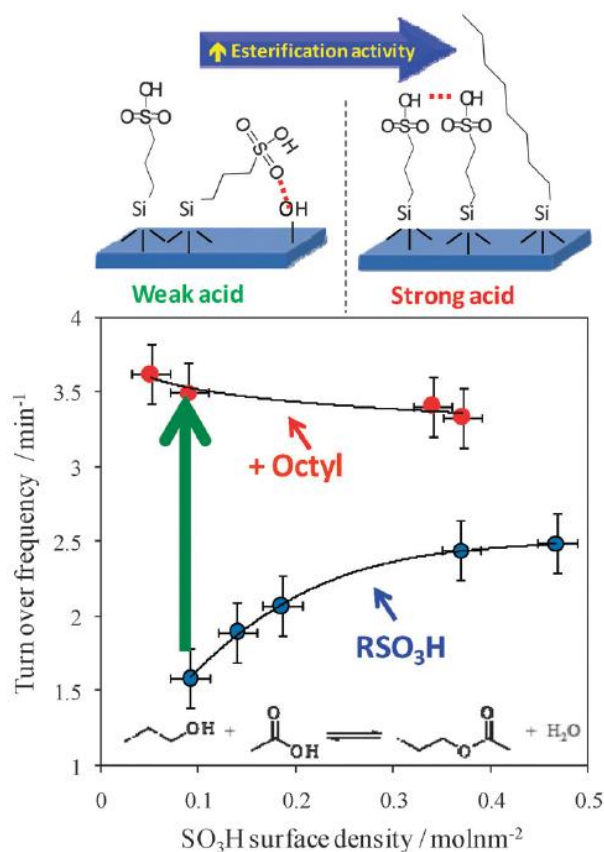 ↑ Esterification activity
OH
O=S=O
OH
S
O
O
OH
Si
Si
OH
OH
OH
O=S=O
O=S=O
Si
Si
Si
Weak acid
Strong acid
4
3.5
3
2.5
2
1.5
1
Turn over frequency / min-1
+ Octyl
RSO3H
OH + O OH ⇌ O O + H2O
0
0.1
0.2
0.3
0.4
0.5
SO3H surface density / molnm-2